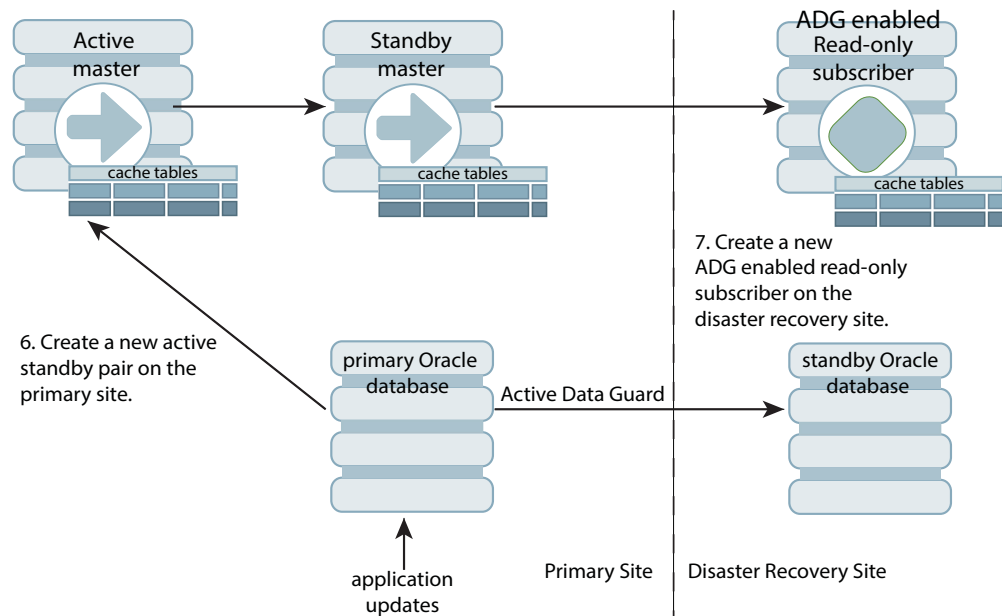 Active
master
Standby
master
ADG enabled
Read-only
subscriber
cache tables
cache tables
cache tables
7. Create a new
ADG enabled read-only
subscriber on the
disaster recovery site.
6. Create a new active
standby pair on the
primary site.
primary Oracle
database
Active Data Guard
standby Oracle
database
application
updates
Primary Site
Disaster Recovery Site